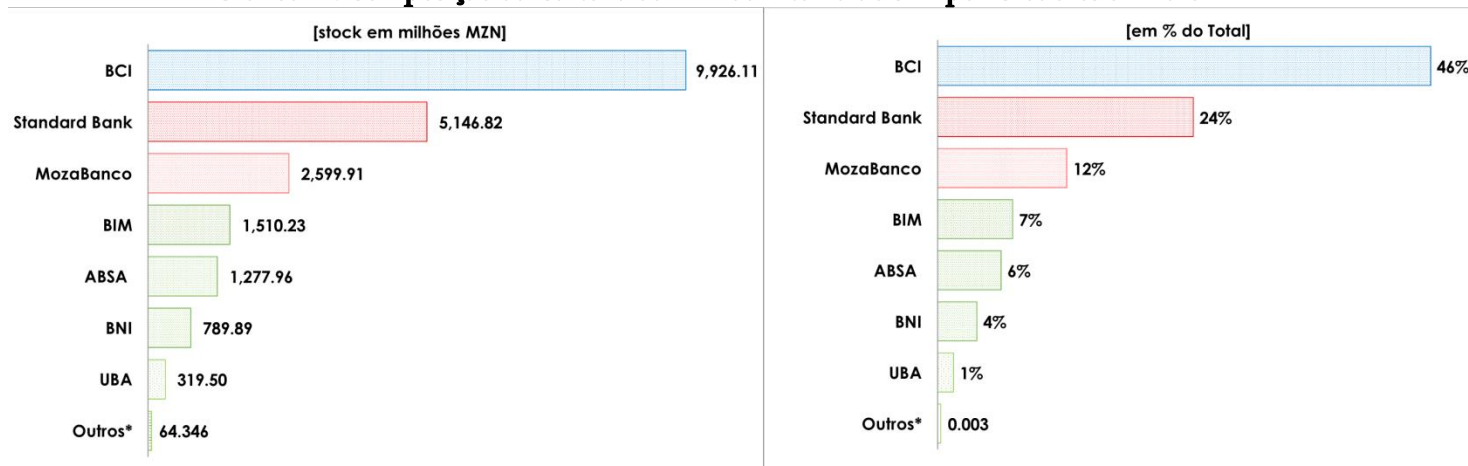 [stock em milhões MZN]
BCI
9,926.11
Standard Bank
5,146.82
MozaBanco
2,599.91
BIM
1,510.23
ABSA
1,277.96
BNI
789.89
UBA
319.50
Outros*
64.346
[em % do Total]
BCI
46%
Standard Bank
24%
MozaBanco
12%
BIM
7%
ABSA
6%
BNI
4%
UBA
1%
Outros*
0.003